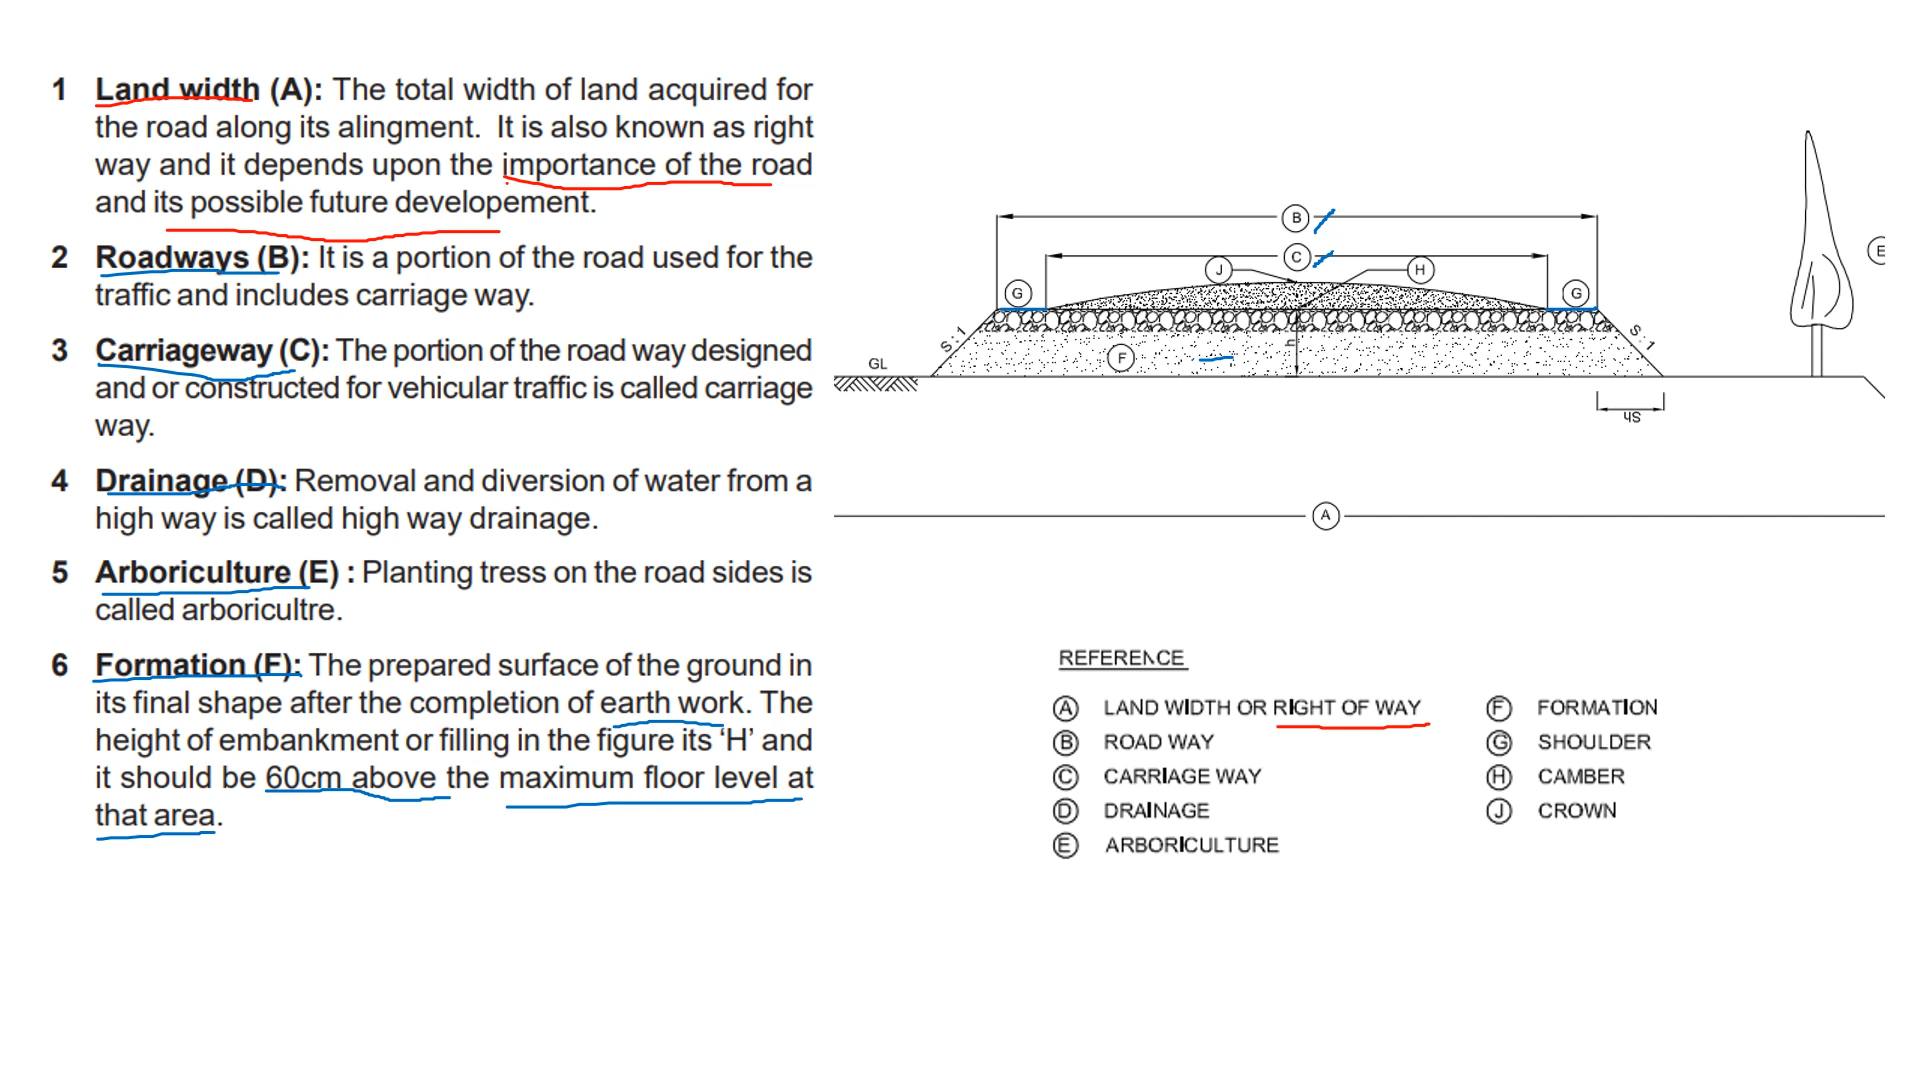 1 Land width (A): The total width of land acquired for
the road along its alingment. It is also known as right
way and it depends upon the importance of the road
and its possible future developement.
2 Roadways (B): It is a portion of the road used for the
traffic and includes carriage way.
3 Carriageway (C): The portion of the road way designed
and or constructed for vehicular traffic is called carriage
way.
4 Drainage (D): Removal and diversion of water from a
high way is called high way drainage.
5 Arboriculture (E) : Planting tress on the road sides is
called arboricultre.
6 Formation (F): The prepared surface of the ground in
its final shape after the completion of earth work. The
height of embankment or filling in the figure its ‘H’ and
it should be 60cm above the maximum floor level at
that area.
B
C
J
H
G
G
E
S:1
S:1
h
F
GL
Sh
A
REFERENCE
A LAND WIDTH OR RIGHT OF WAY
B ROAD WAY
C CARRIAGE WAY
D DRAINAGE
E ARBORICULTURE
F FORMATION
G SHOULDER
H CAMBER
J CROWN